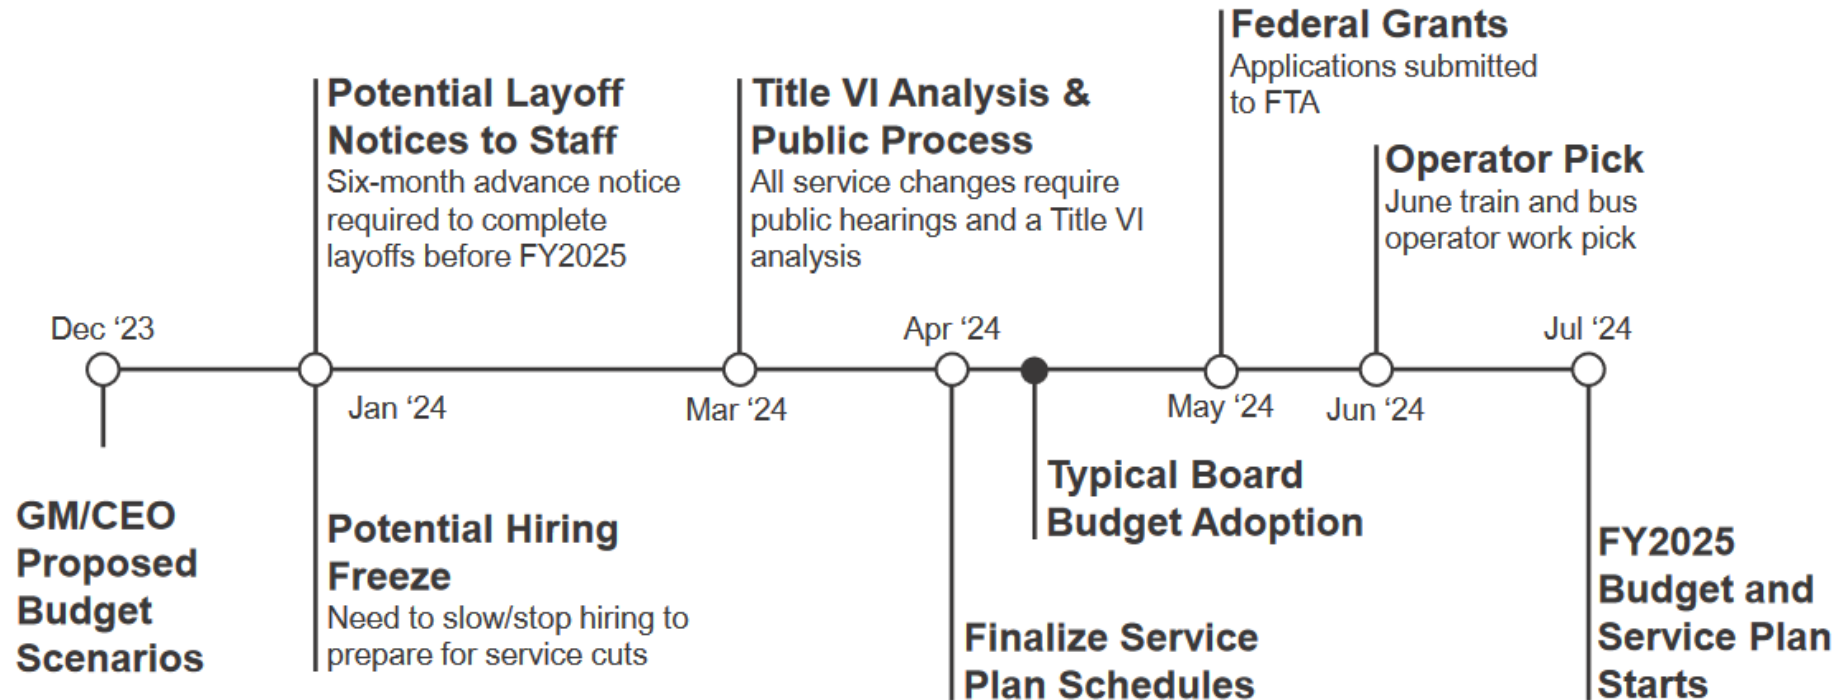 Federal Grants
Applications submitted
to FTA
Potential Layoff
Notices to Staff
Six-month advance notice
required to complete
layoffs before FY2025
Title VI Analysis &
Public Process
All service changes require
public hearings and a Title VI
analysis
Operator Pick
June train and bus
operator work pick
Dec ‘23
Jan ‘24
Mar ‘24
Apr ‘24
May ‘24
Jun ‘24
Jul ‘24
GM/CEO
Proposed
Budget
Scenarios
Potential Hiring
Freeze
Need to slow/stop hiring to
prepare for service cuts
Typical Board
Budget Adoption
Finalize Service
Plan Schedules
FY2025
Budget and
Service Plan
Starts